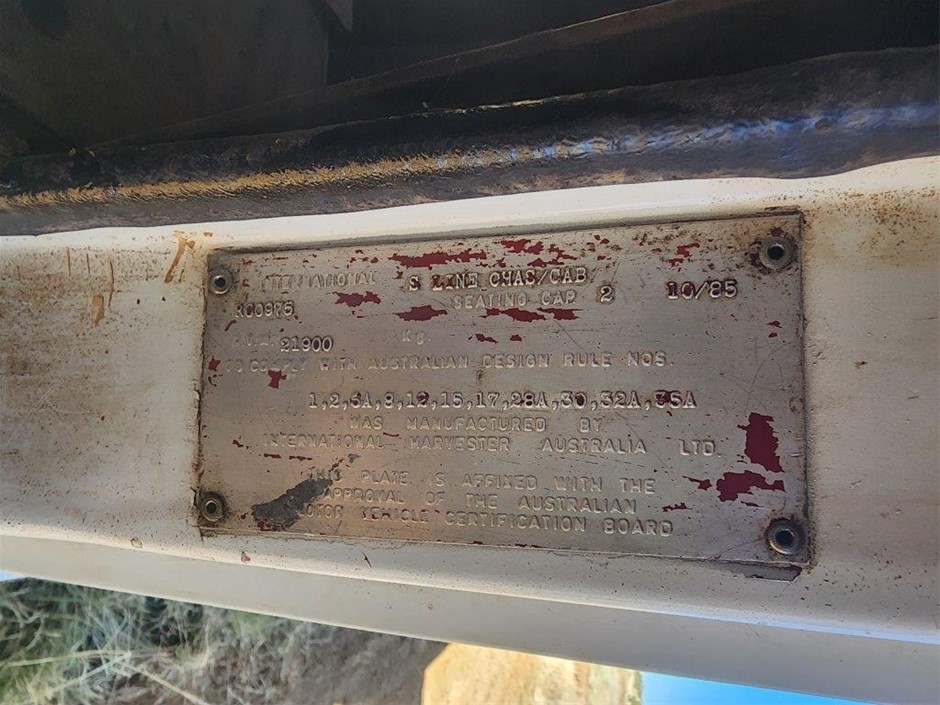 INTERNATIONAL S LINE CHAS/CAB 10/85
RC0975 SEATING CAP 2
G.V.M. 21900 KG
TO COMPLY WITH AUSTRALIAN DESIGN RULE NOS.
1,2,5A,8,12,15,17,28A,30,32A,35A
WAS MANUFACTURED BY
INTERNATIONAL HARVESTER AUSTRALIA LTD.
THIS PLATE IS AFFIXED WITH THE
APPROVAL OF THE AUSTRALIAN
MOTOR VEHICLE CERTIFICATION BOARD